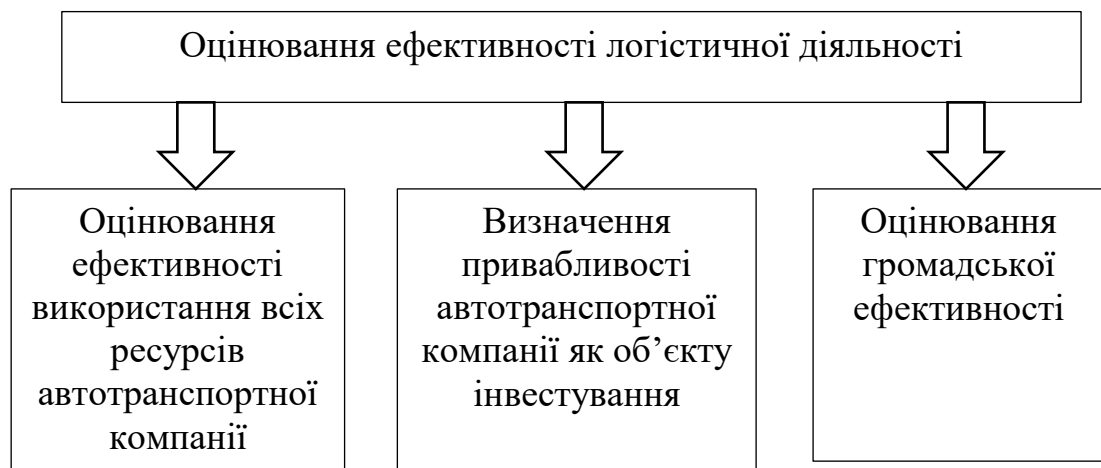 Оцінювання ефективності логістичної діяльності
Оцінювання
ефективності
використання всіх
ресурсів
автотранспортної
компанії
Визначення
привабливості
автотранспортної
компанії як об’єкту
інвестування
Оцінювання
громадської
ефективності